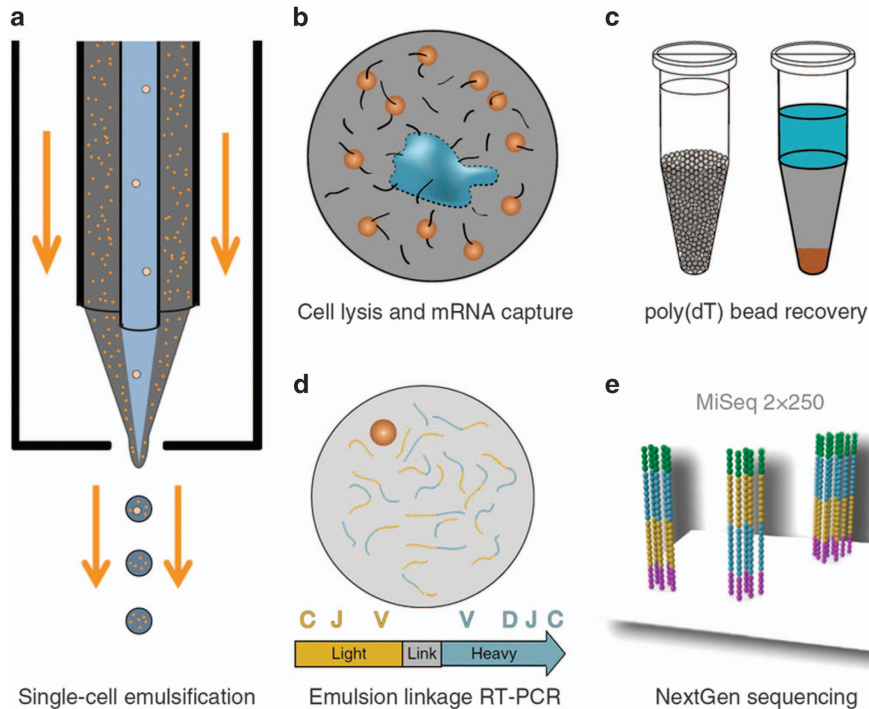 a
Single-cell emulsification
b
Cell lysis and mRNA capture
c
poly(dT) bead recovery
d
C J V V D J C
Light Link Heavy
Emulsion linkage RT-PCR
e
MiSeq 2×250
NextGen sequencing